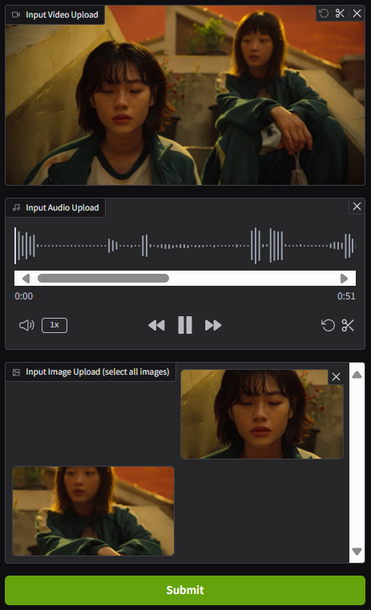 Input Video Upload
Input Audio Upload
0:00
0:51
1x
Input Image Upload (select all images)
Submit